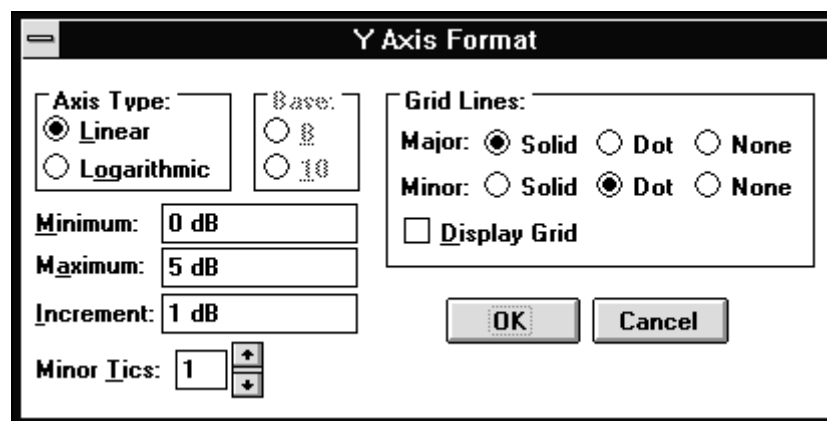 Y Axis Format
Axis Type:
Linear
Logarithmic
Base:
8
10
Grid Lines:
Major: Solid Dot None
Minor: Solid Dot None
Display Grid
Minimum: 0 dB
Maximum: 5 dB
Increment: 1 dB
Minor Tics: 1
OK Cancel